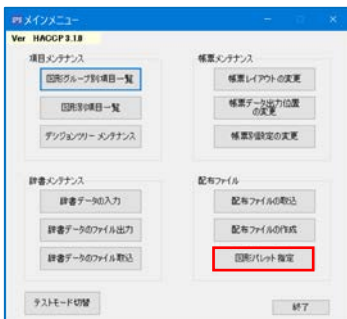 メインメニュー
Ver HACCP 3.1.8
項目メンテナンス
図形グループ別項目一覧
図形別項目一覧
デシジョンツリー メンテナンス
帳票メンテナンス
帳票レイアウトの変更
帳票データ出力位置
の変更
帳票別設定の変更
辞書メンテナンス
辞書データの入力
辞書データのファイル出力
辞書データのファイル取込
配布ファイル
配布ファイルの取込
配布ファイルの作成
図形パレット指定
テストモード切替
終了